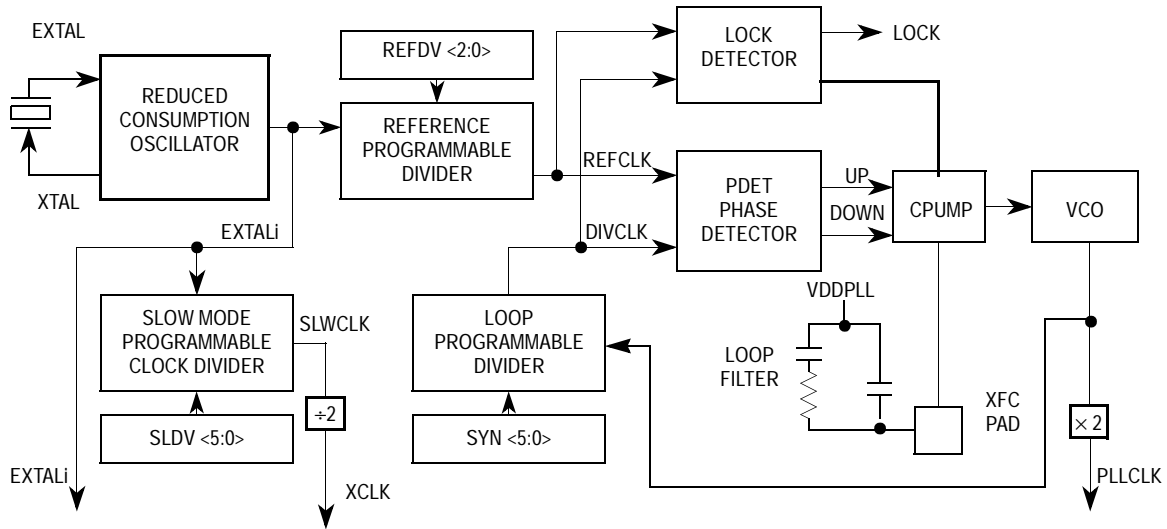 EXTAL
REDUCED
CONSUMPTION
OSCILLATOR
XTAL
REFDV <2:0>
REFERENCE
PROGRAMMABLE
DIVIDER
LOCK
DETECTOR
LOCK
REFCLK
PDET
PHASE
DETECTOR
UP
DOWN
CPUMP
VCO
EXTALi
DIVCLK
SLOW MODE
PROGRAMMABLE
CLOCK DIVIDER
SLWCLK
÷2
SLDV <5:0>
EXTALi
XCLK
LOOP
PROGRAMMABLE
DIVIDER
SYN <5:0>
VDDPLL
LOOP
FILTER
XFC
PAD
× 2
PLLCLK